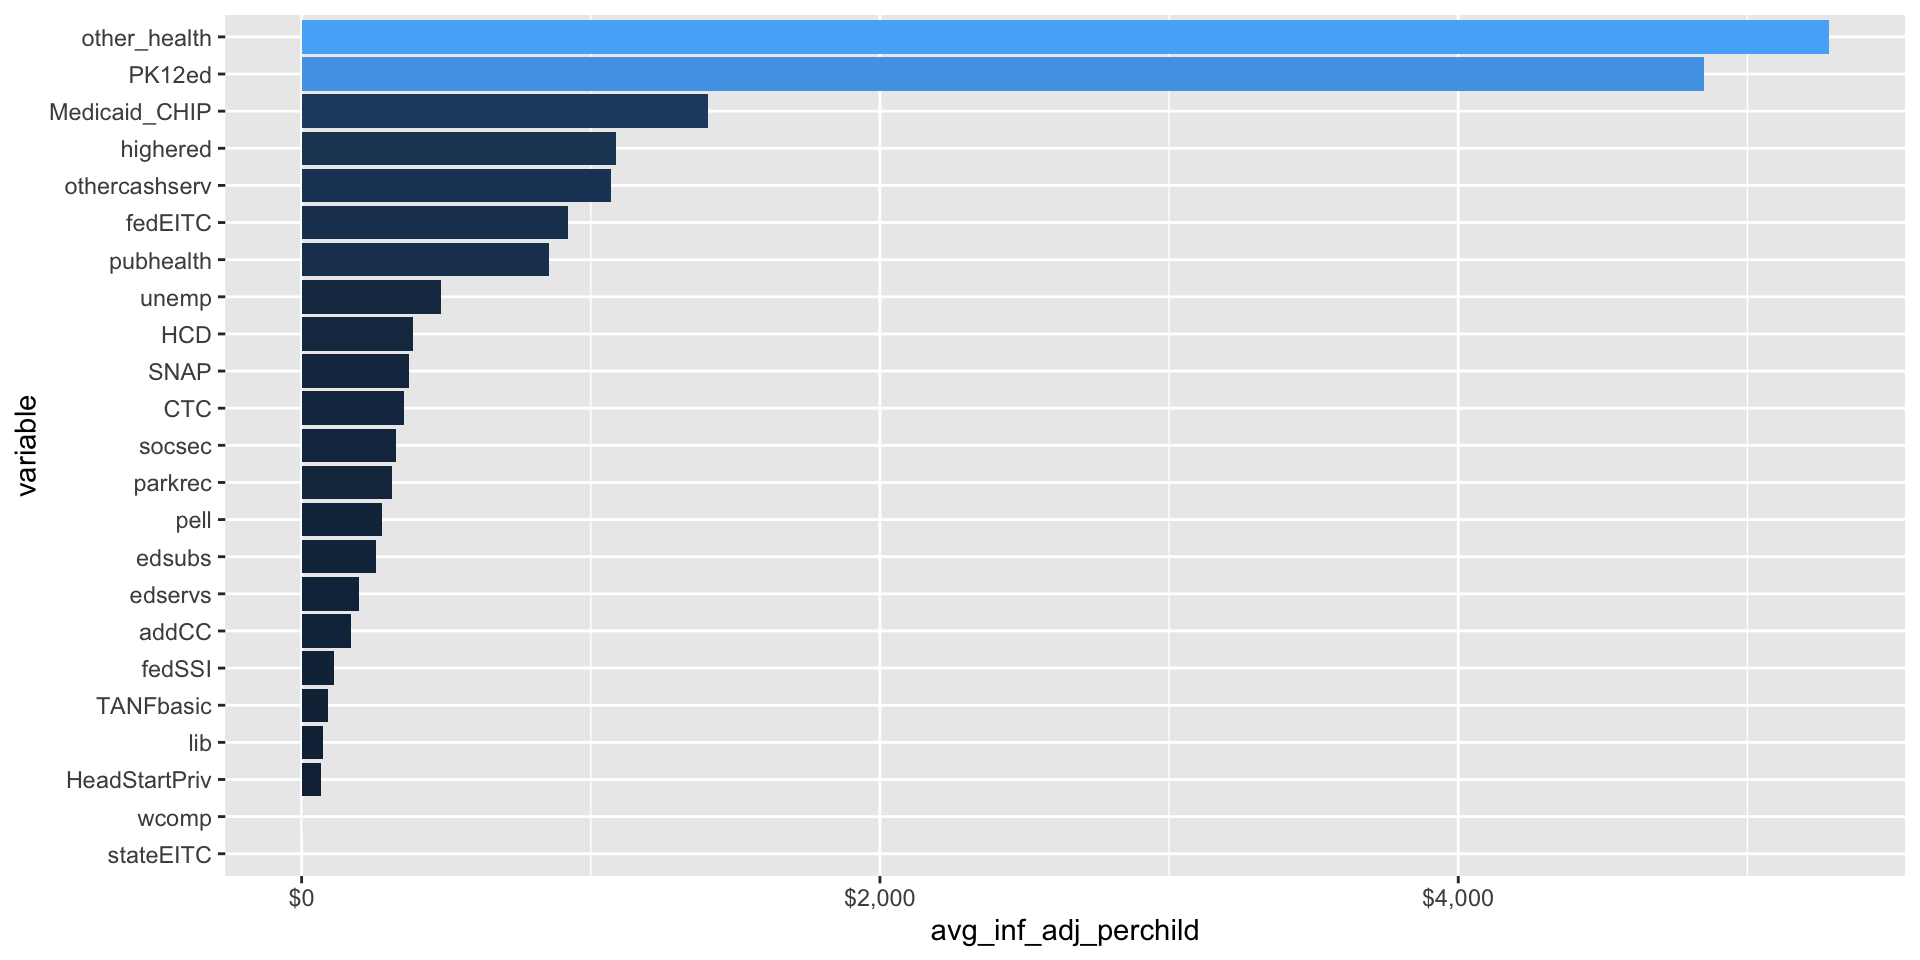 other_health
PK12ed
Medicaid_CHIP
highered
othercashserv
fedEITC
pubhealth
unemp
HCD
SNAP
CTC
socsec
parkrec
pell
edsubs
edservs
addCC
fedSSI
TANFbasic
lib
HeadStartPriv
wcomp
stateEITC
variable
$0 $2,000 $4,000
avg_inf_adj_perchild